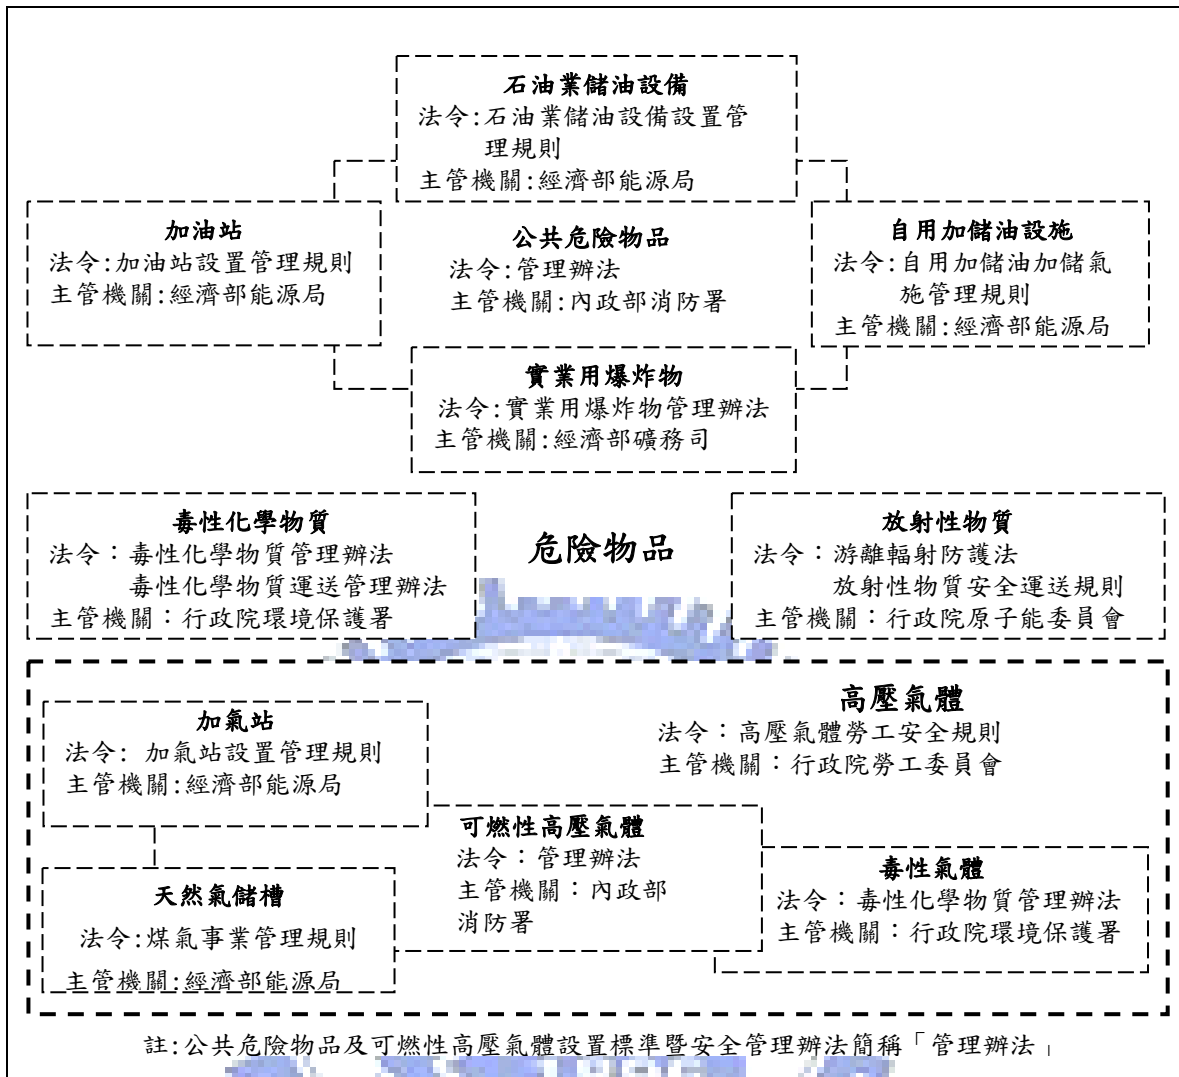 石油業儲油設備
法令:石油業儲油設備設置管
理規則
主管機關:經濟部能源局
加油站
法令:加油站設置管理規則
主管機關:經濟部能源局
公共危險物品
法令:管理辦法
主管機關:內政部消防署
自用加儲油設施
法令:自用加儲油加儲氣
施管理規則
主管機關:經濟部能源局
實業用爆炸物
法令:實業用爆炸物管理辦法
主管機關:經濟部礦務司
毒性化學物質
法令：毒性化學物質管理辦法
毒性化學物質運送管理辦法
主管機關：行政院環境保護署
危險物品
放射性物質
法令：游離輻射防護法
放射性物質安全運送規則
主管機關：行政院原子能委員會
高壓氣體
法令：高壓氣體勞工安全規則
主管機關：行政院勞工委員會
加氣站
法令: 加氣站設置管理規則
主管機關:經濟部能源局
可燃性高壓氣體
法令：管理辦法
主管機關：內政部
消防署
毒性氣體
法令：毒性化學物質管理辦法
主管機關：行政院環境保護署
天然氣儲槽
法令:煤氣事業管理規則
主管機關:經濟部能源局
註:公共危險物品及可燃性高壓氣體設置標準暨安全管理辦法簡稱「管理辦法」